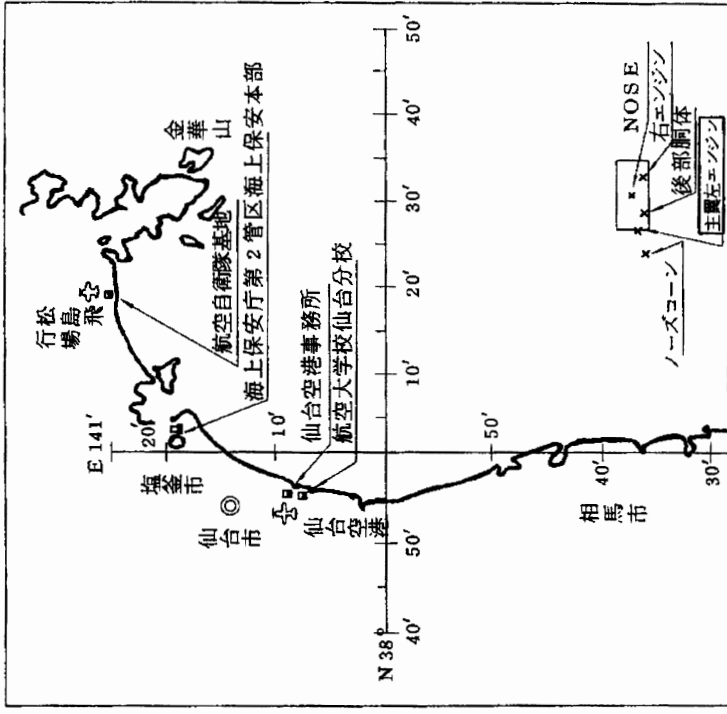 E 141°
20′
10′
N 38°
50′
40′
30′
40′
50′
10′
20′
30′
40′
50′
金華山
松島飛行場
航空自衛隊基地
海上保安庁第2管区海上保安本部
塩釜市
仙台市
仙台空港
仙台空港事務所
航空大学校仙台分校
相馬市
NOSE
右エンジン
後部胴体
主翼左エンジン
ノーズコーン